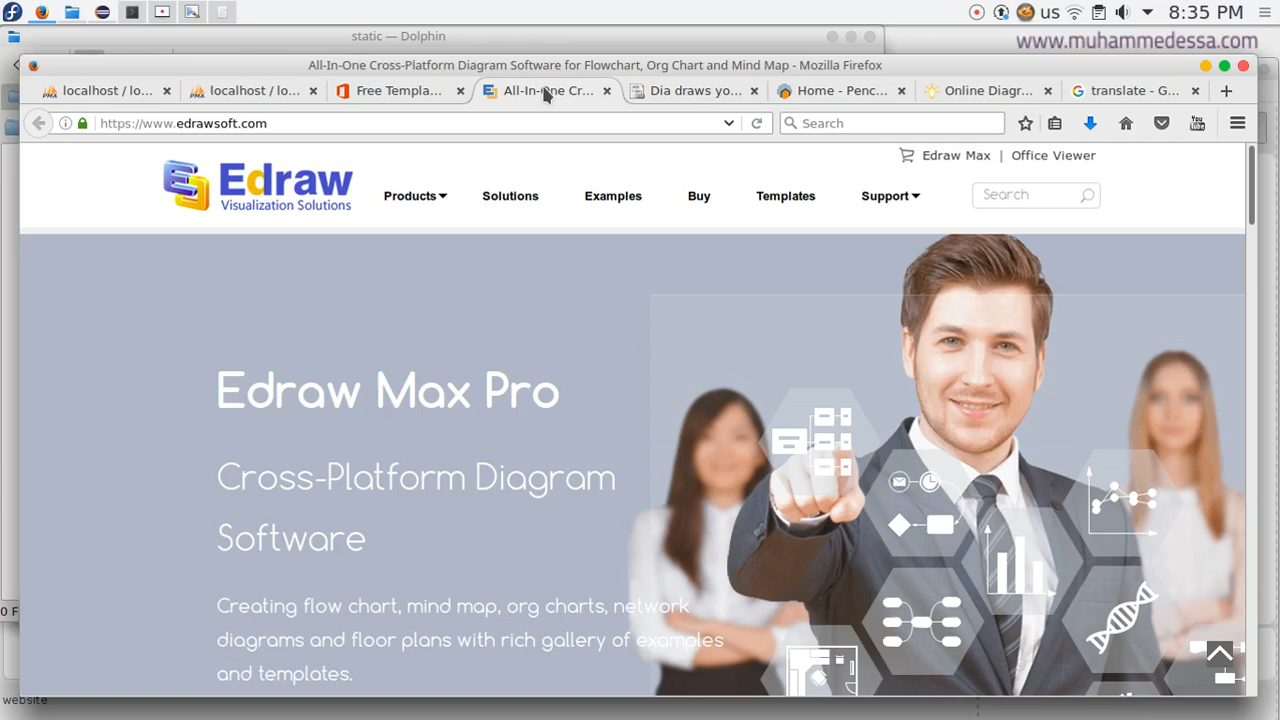 us
8:35 PM
static — Dolphin
www.muhammedessa.com
All-In-One Cross-Platform Diagram Software for Flowchart, Org Chart and Mind Map - Mozilla Firefox
localhost / lo...
localhost / lo...
Free Templa...
All-In-One Cr...
Dia draws yo...
Home - Penc...
Online Diagr...
translate - G...
https://www.edrawsoft.com
Search
Edraw Max | Office Viewer
Edraw
Visualization Solutions
Products
Solutions
Examples
Buy
Templates
Support
Search
Edraw Max Pro
Cross-Platform Diagram
Software
Creating flow chart, mind map, org charts, network
diagrams and floor plans with rich gallery of examples
and templates.
0 F
website